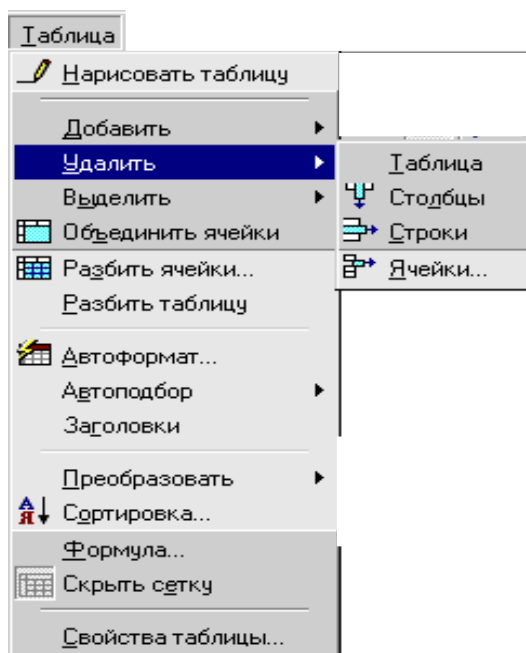 Таблица
Нарисовать таблицу
Добавить
Удалить
Выделить
Объединить ячейки
Разбить ячейки...
Разбить таблицу
Автоформат...
Автоподбор
Заголовки
Преобразовать
Сортировка...
Формула...
Скрыть сетку
Свойства таблицы...
Таблица
Столбцы
Строки
Ячейки...